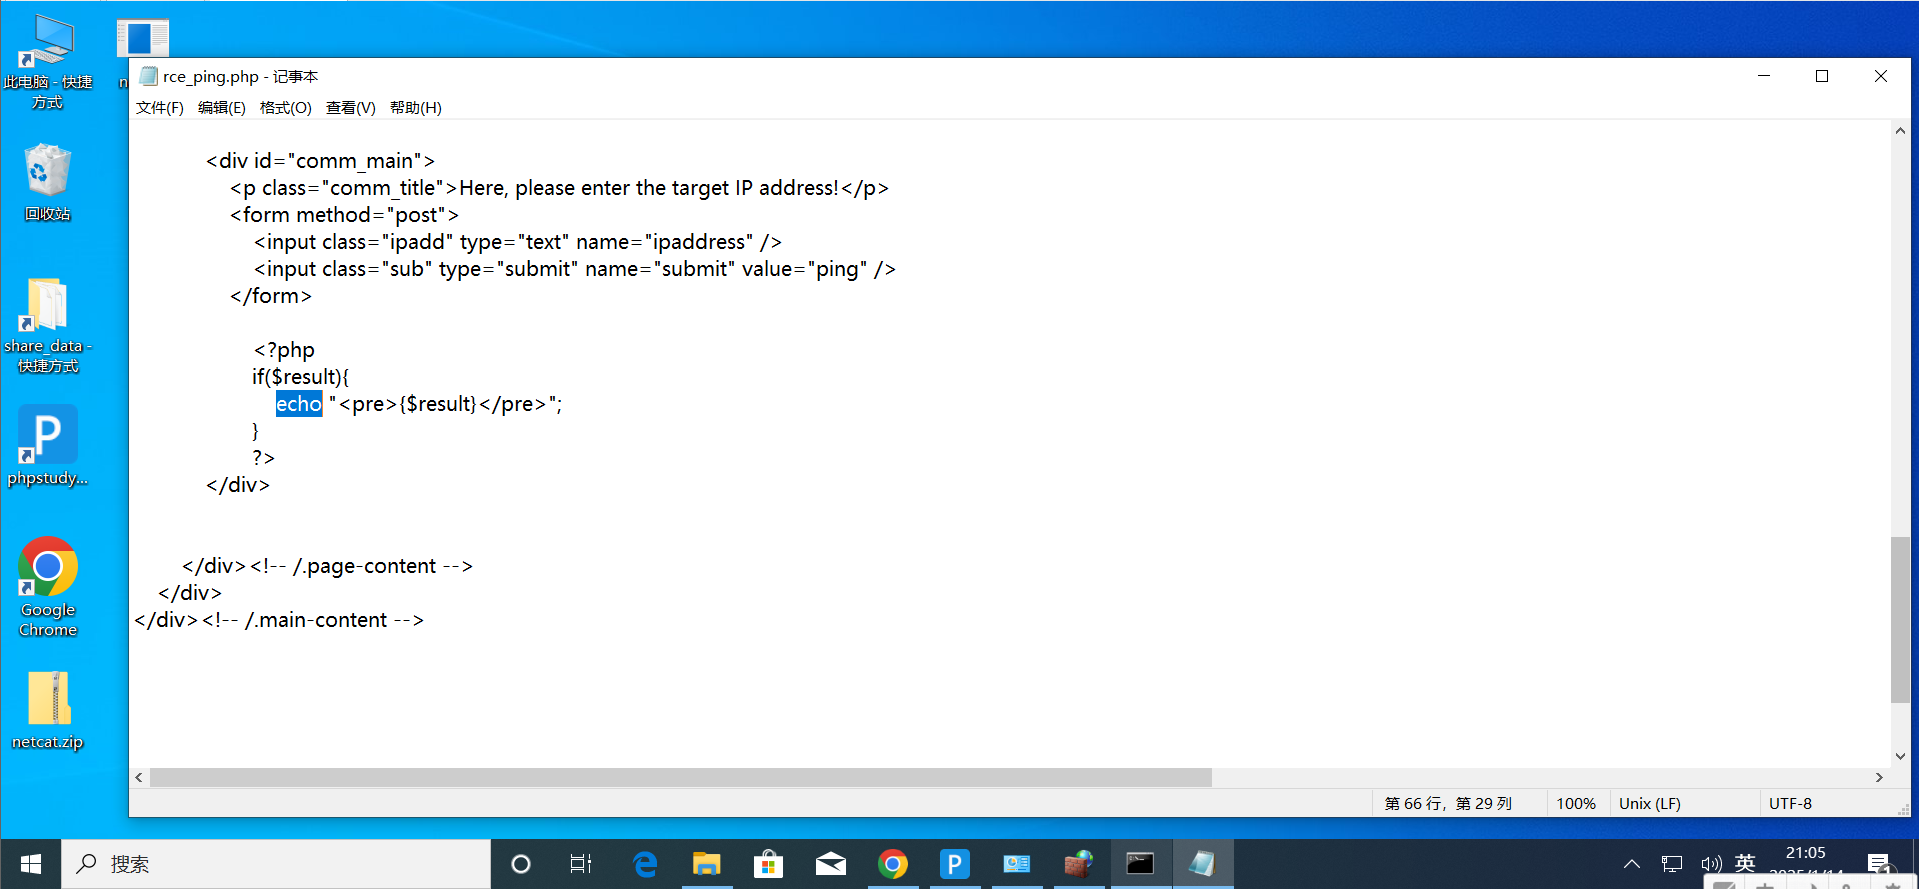 此电脑 - 快捷
方式
回收站
share_data -
快捷方式
phpstudy...
Google
Chrome
netcat.zip
n
rce_ping.php - 记事本
文件(F) 编辑(E) 格式(O) 查看(V) 帮助(H)
<div id="comm_main">
<p class="comm_title">Here, please enter the target IP address!</p>
<form method="post">
<input class="ipadd" type="text" name="ipaddress" />
<input class="sub" type="submit" name="submit" value="ping" />
</form>
<?php
if($result){
echo "<pre>{$result}</pre>";
}
?>
</div>
</div><!-- /.page-content -->
</div>
</div><!-- /.main-content -->
第 66 行，第 29 列 100% Unix (LF) UTF-8
搜索
英
21:05
2025/1/14
1